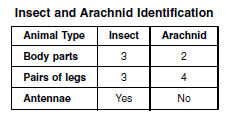 Insect and Arachnid Identification
Animal Type Insect Arachnid
Body parts 3 2
Pairs of legs 3 4
Antennae Yes No